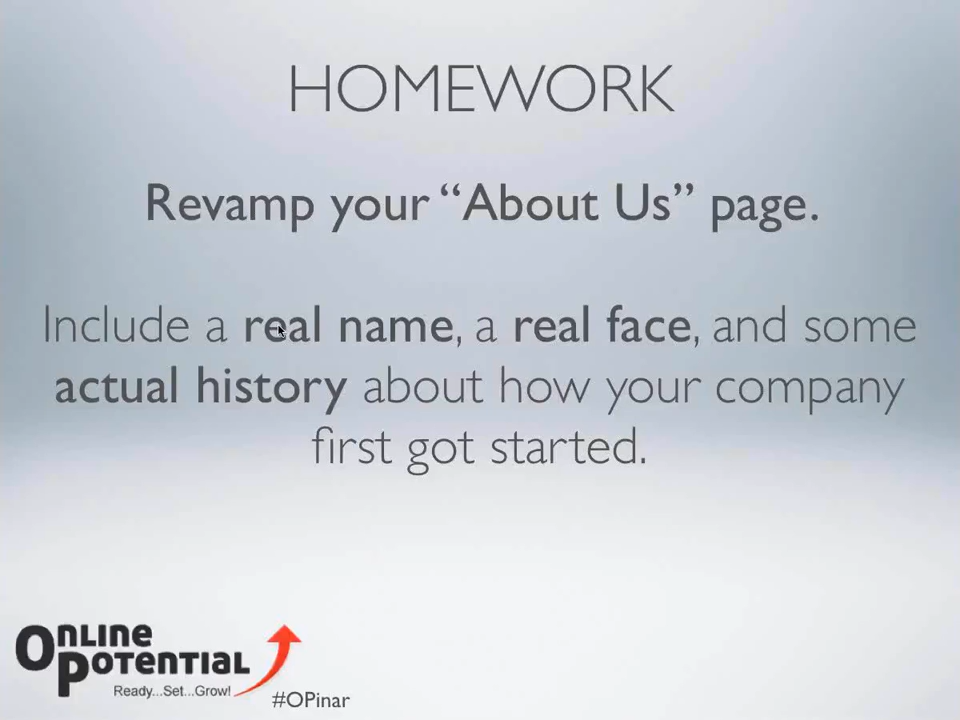 HOMEWORK
Revamp your “About Us” page.
Include a real name, a real face, and some
actual history about how your company
first got started.
ONLINE
POTENTIAL
Ready...Set...Grow!
#OPinar